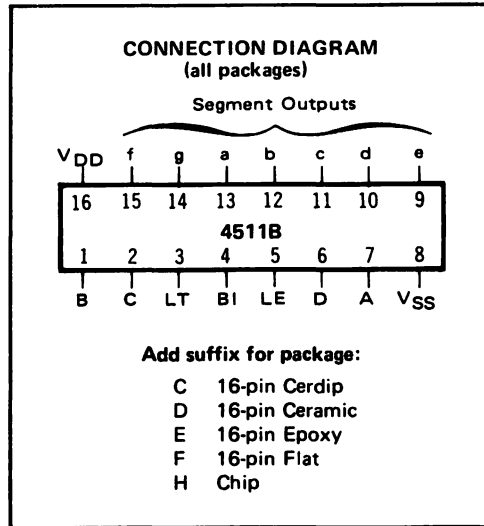 CONNECTION DIAGRAM
(all packages)
Segment Outputs
VDD f g a b c d e
16 15 14 13 12 11 10 9
4511B
1 2 3 4 5 6 7 8
B C LT BI LE D A VSS
Add suffix for package:
C 16-pin Cerdip
D 16-pin Ceramic
E 16-pin Epoxy
F 16-pin Flat
H Chip